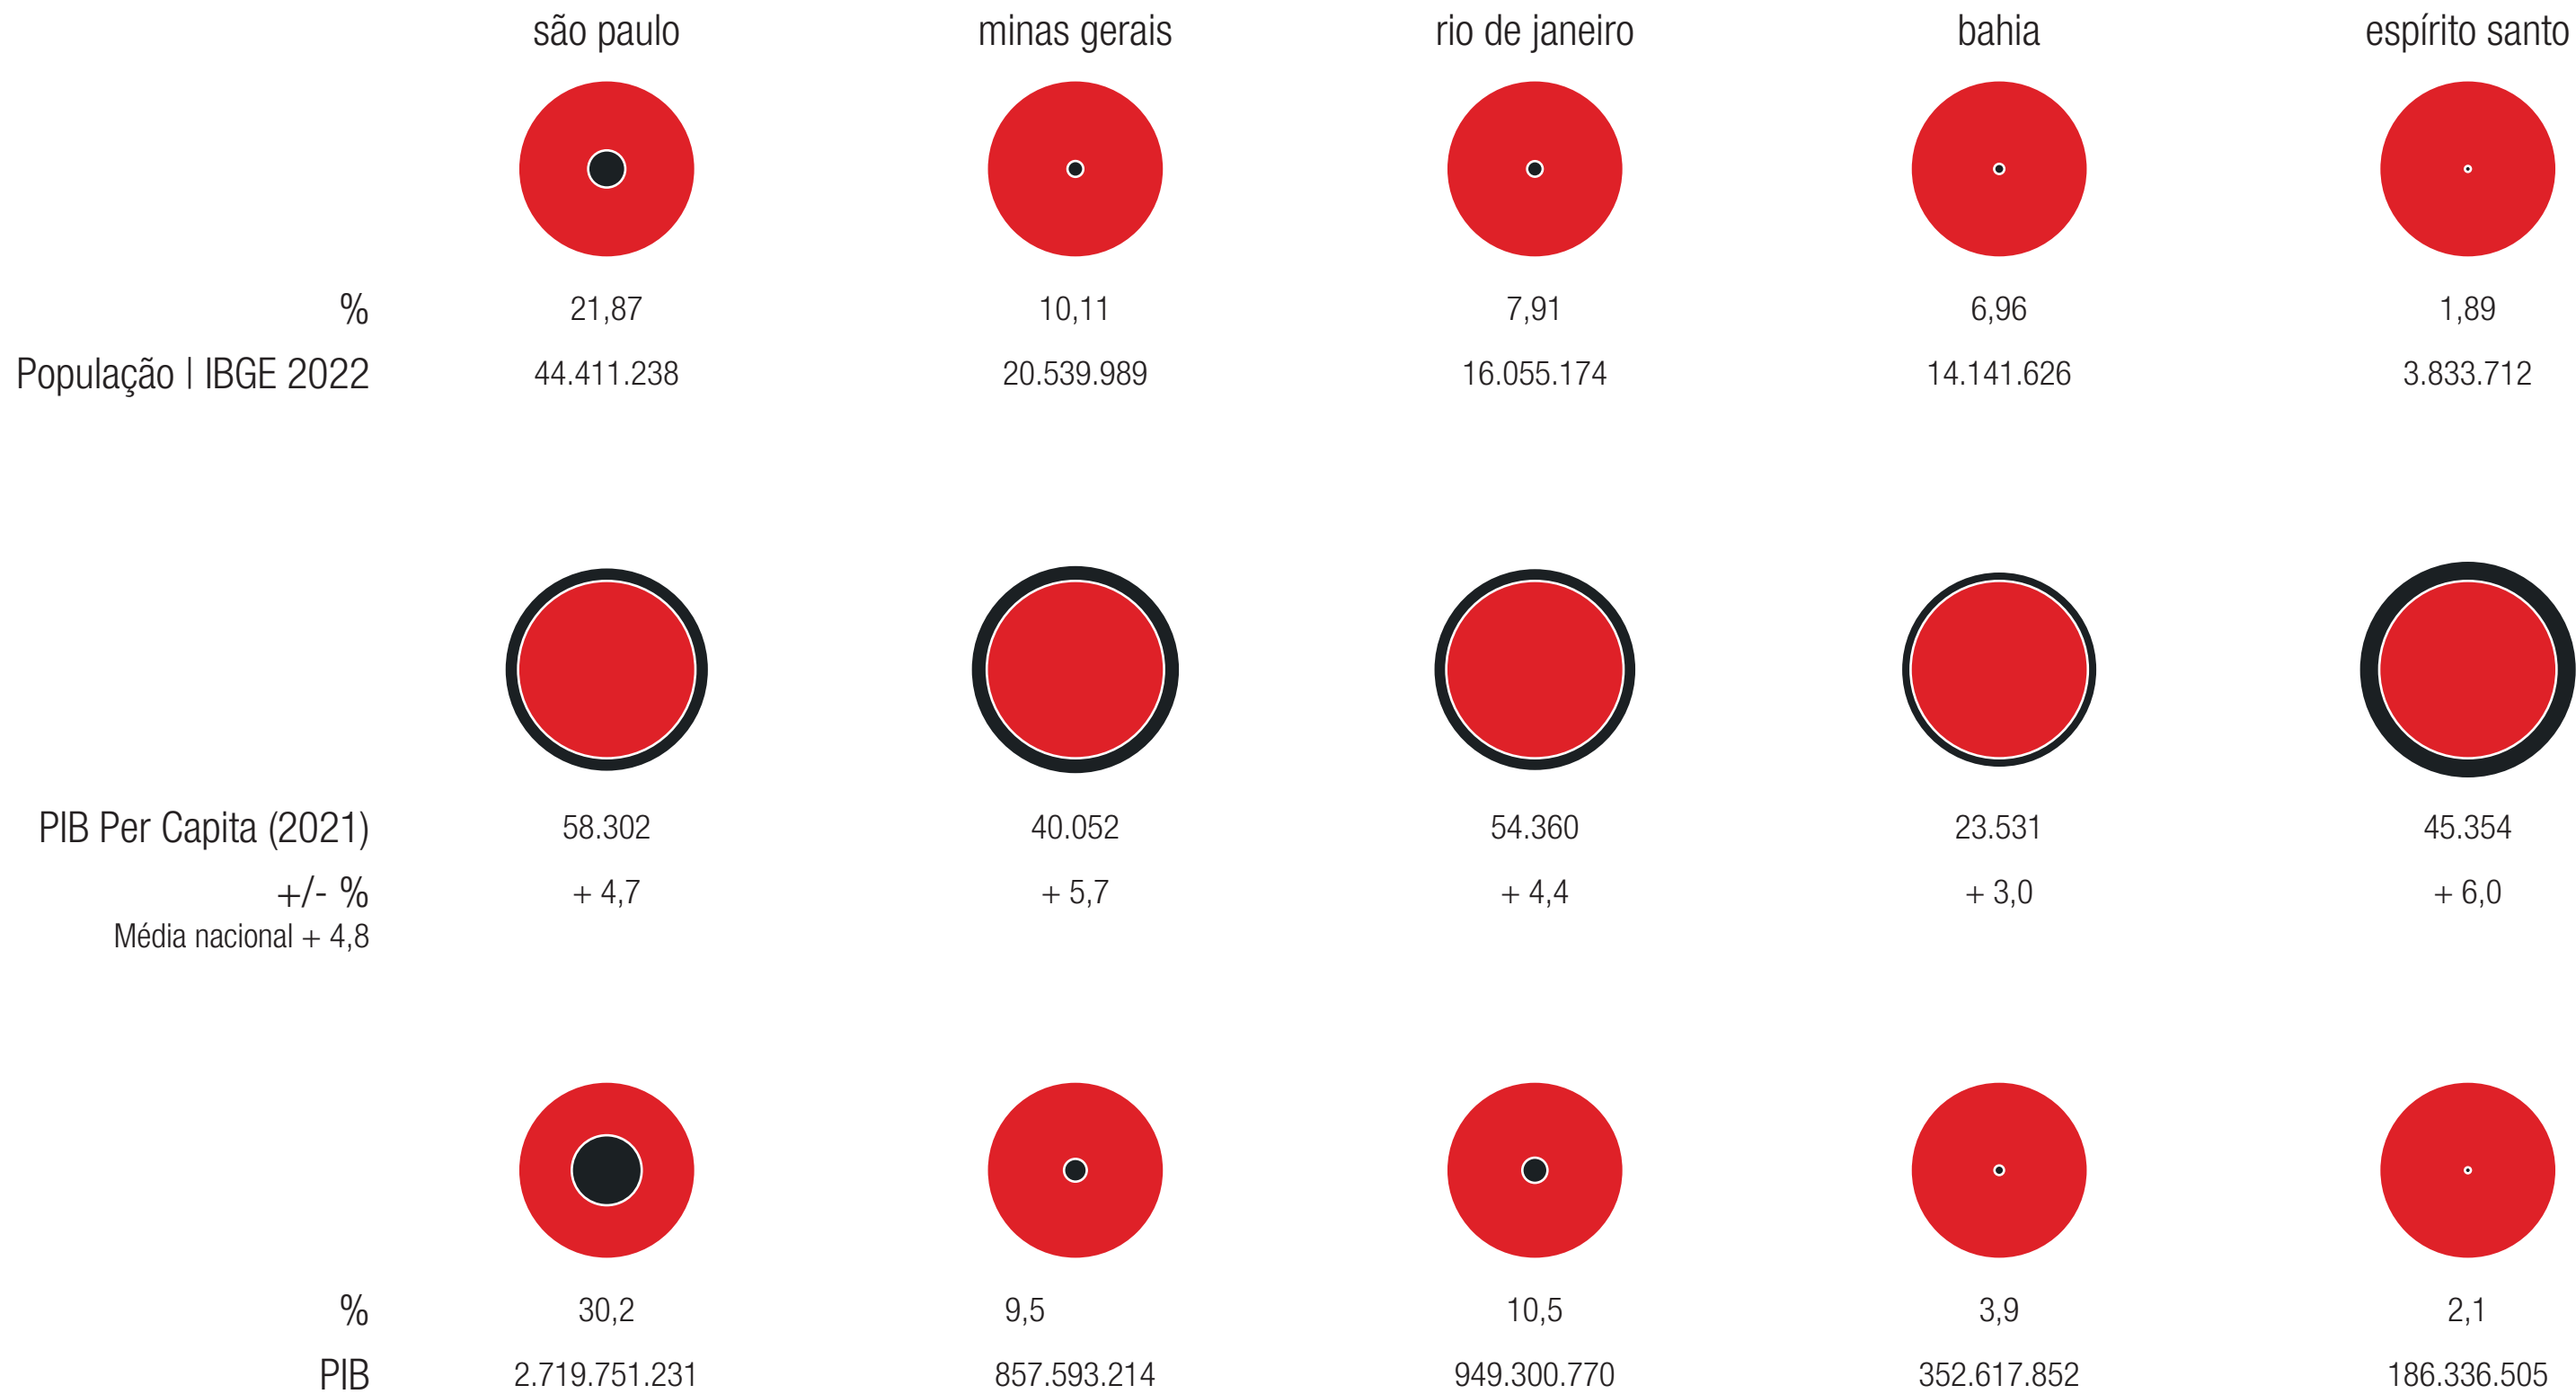 são paulo minas gerais rio de janeiro bahia espírito santo
% 21,87 10,11 7,91 6,96 1,89
População | IBGE 2022 44.411.238 20.539.989 16.055.174 14.141.626 3.833.712
PIB Per Capita (2021) 58.302 40.052 54.360 23.531 45.354
+/- % + 4,7 + 5,7 + 4,4 + 3,0 + 6,0
Média nacional + 4,8
% 30,2 9,5 10,5 3,9 2,1
PIB 2.719.751.231 857.593.214 949.300.770 352.617.852 186.336.505